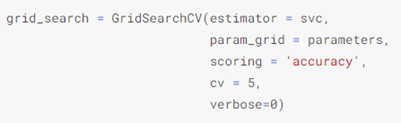 grid_search = GridSearchCV(estimator = svc,
                           param_grid = parameters,
                           scoring = 'accuracy',
                           cv = 5,
                           verbose=0)